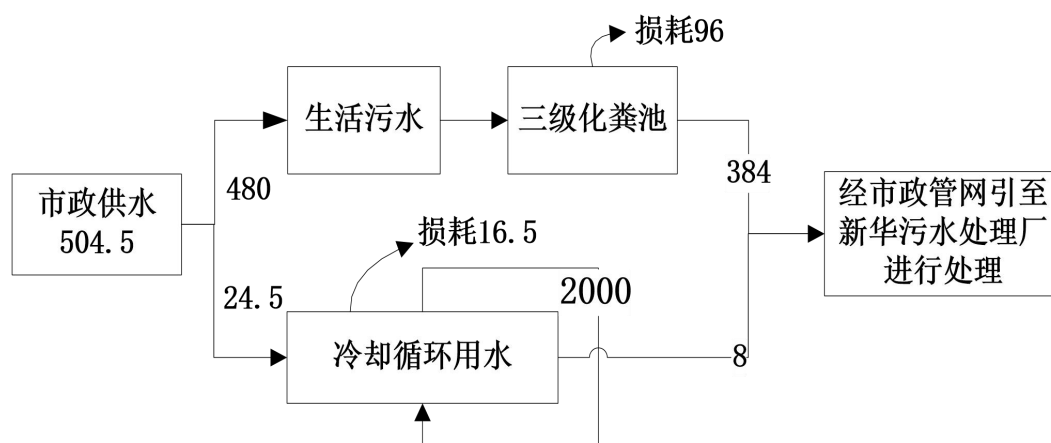 损耗96
生活污水
三级化粪池
480
384
市政供水
504.5
经市政管网引至
新华污水处理厂
进行处理
损耗16.5
24.5
2000
冷却循环用水
8